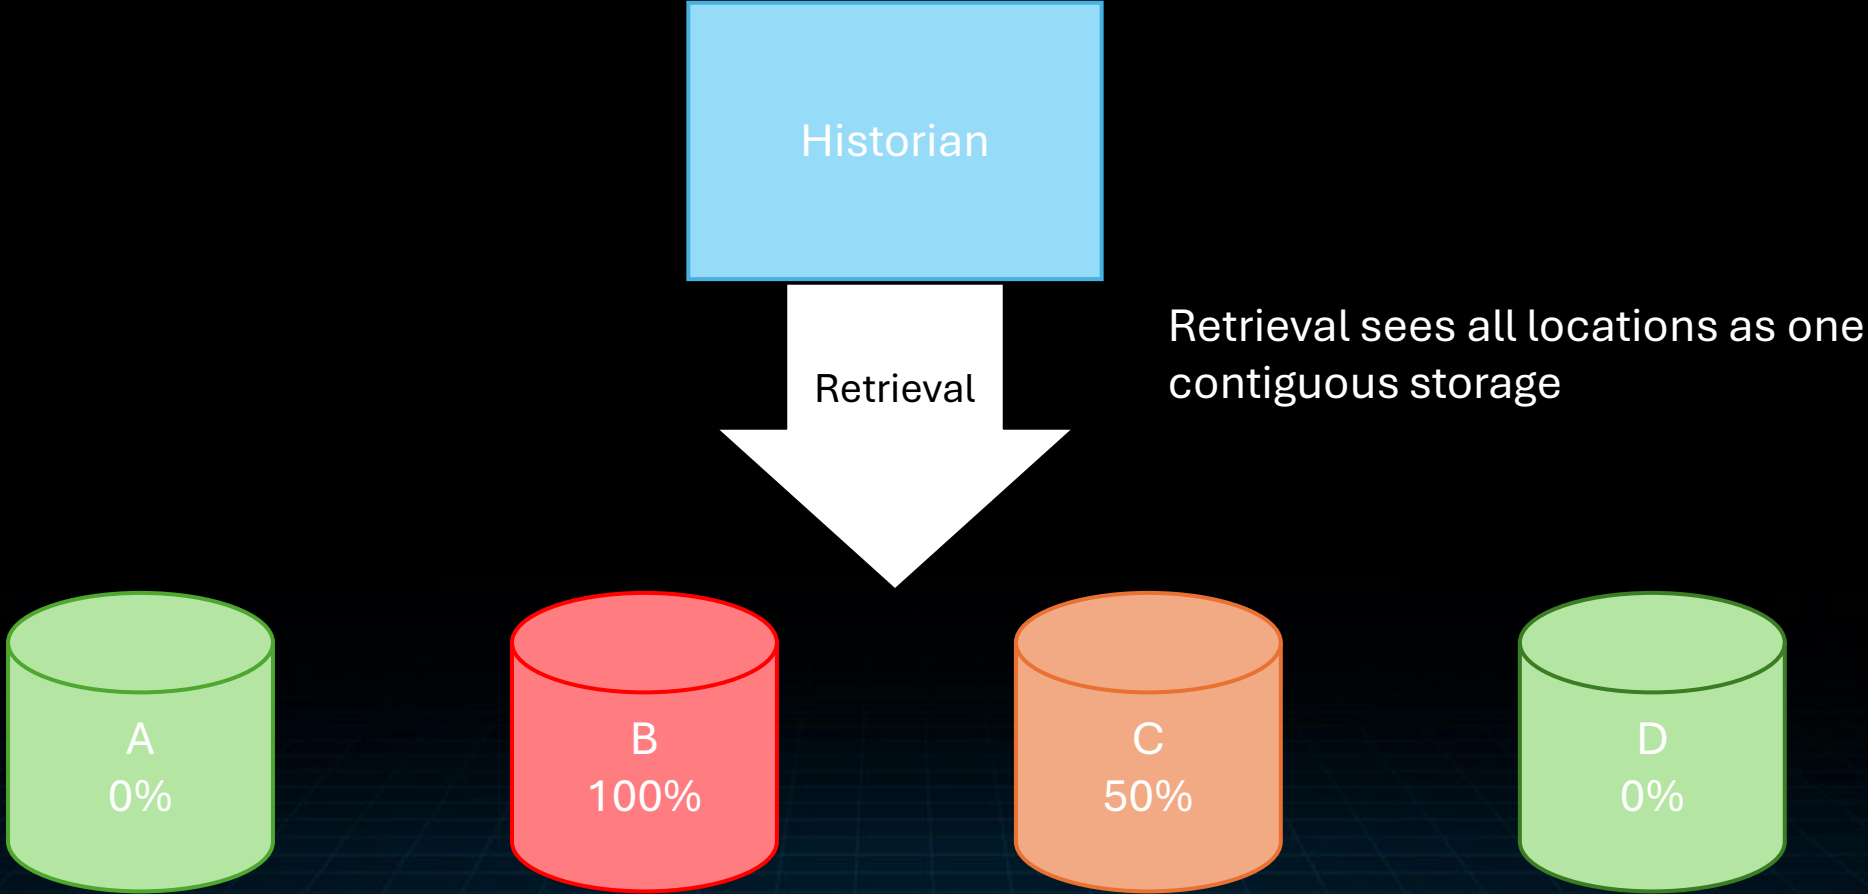 Historian
Retrieval
Retrieval sees all locations as one
contiguous storage
A
0%
B
100%
C
50%
D
0%